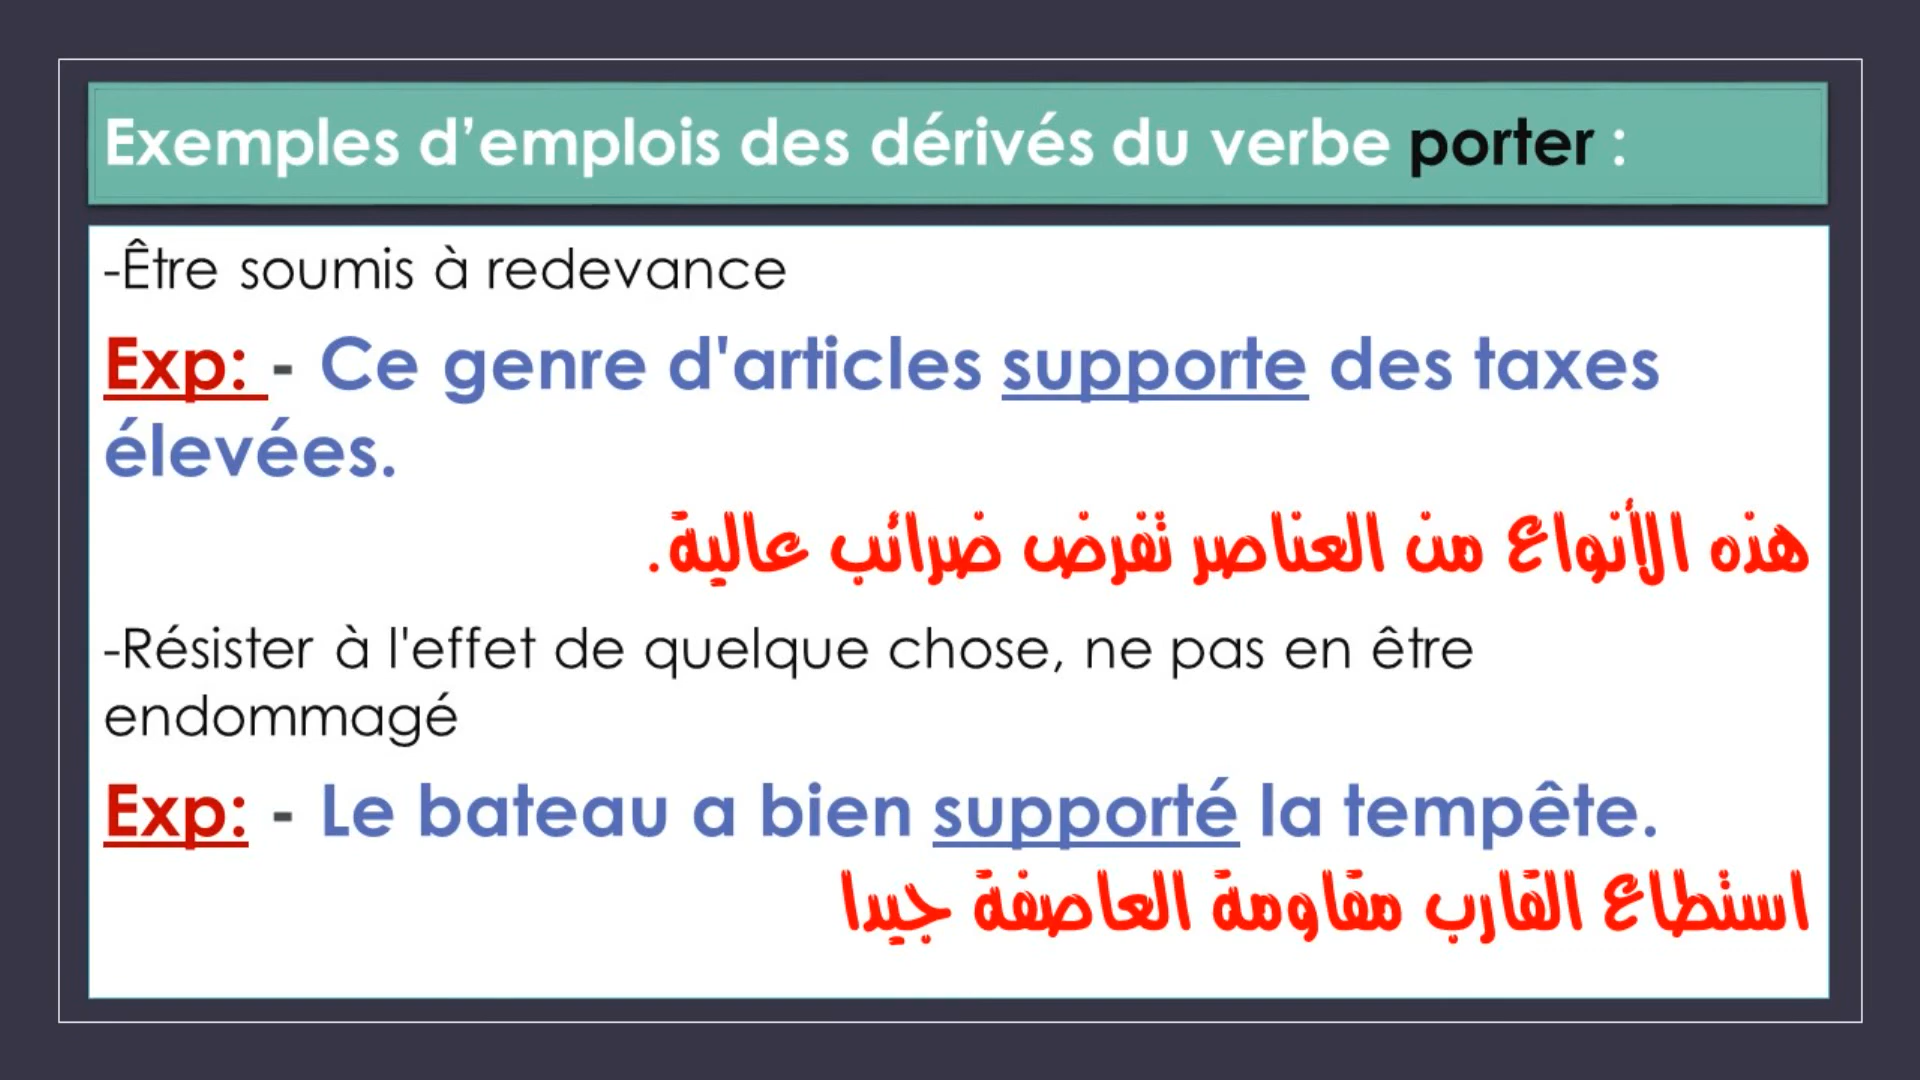 Exemples d’emplois des dérivés du verbe porter :
-Être soumis à redevance
Exp: - Ce genre d'articles supporte des taxes
élevées.
هذه الأنواع من العناصر تفرض ضرائب عالية.
-Résister à l'effet de quelque chose, ne pas en être
endommagé
Exp: - Le bateau a bien supporté la tempête.
استطاع القارب مقاومة العاصفة جيدا